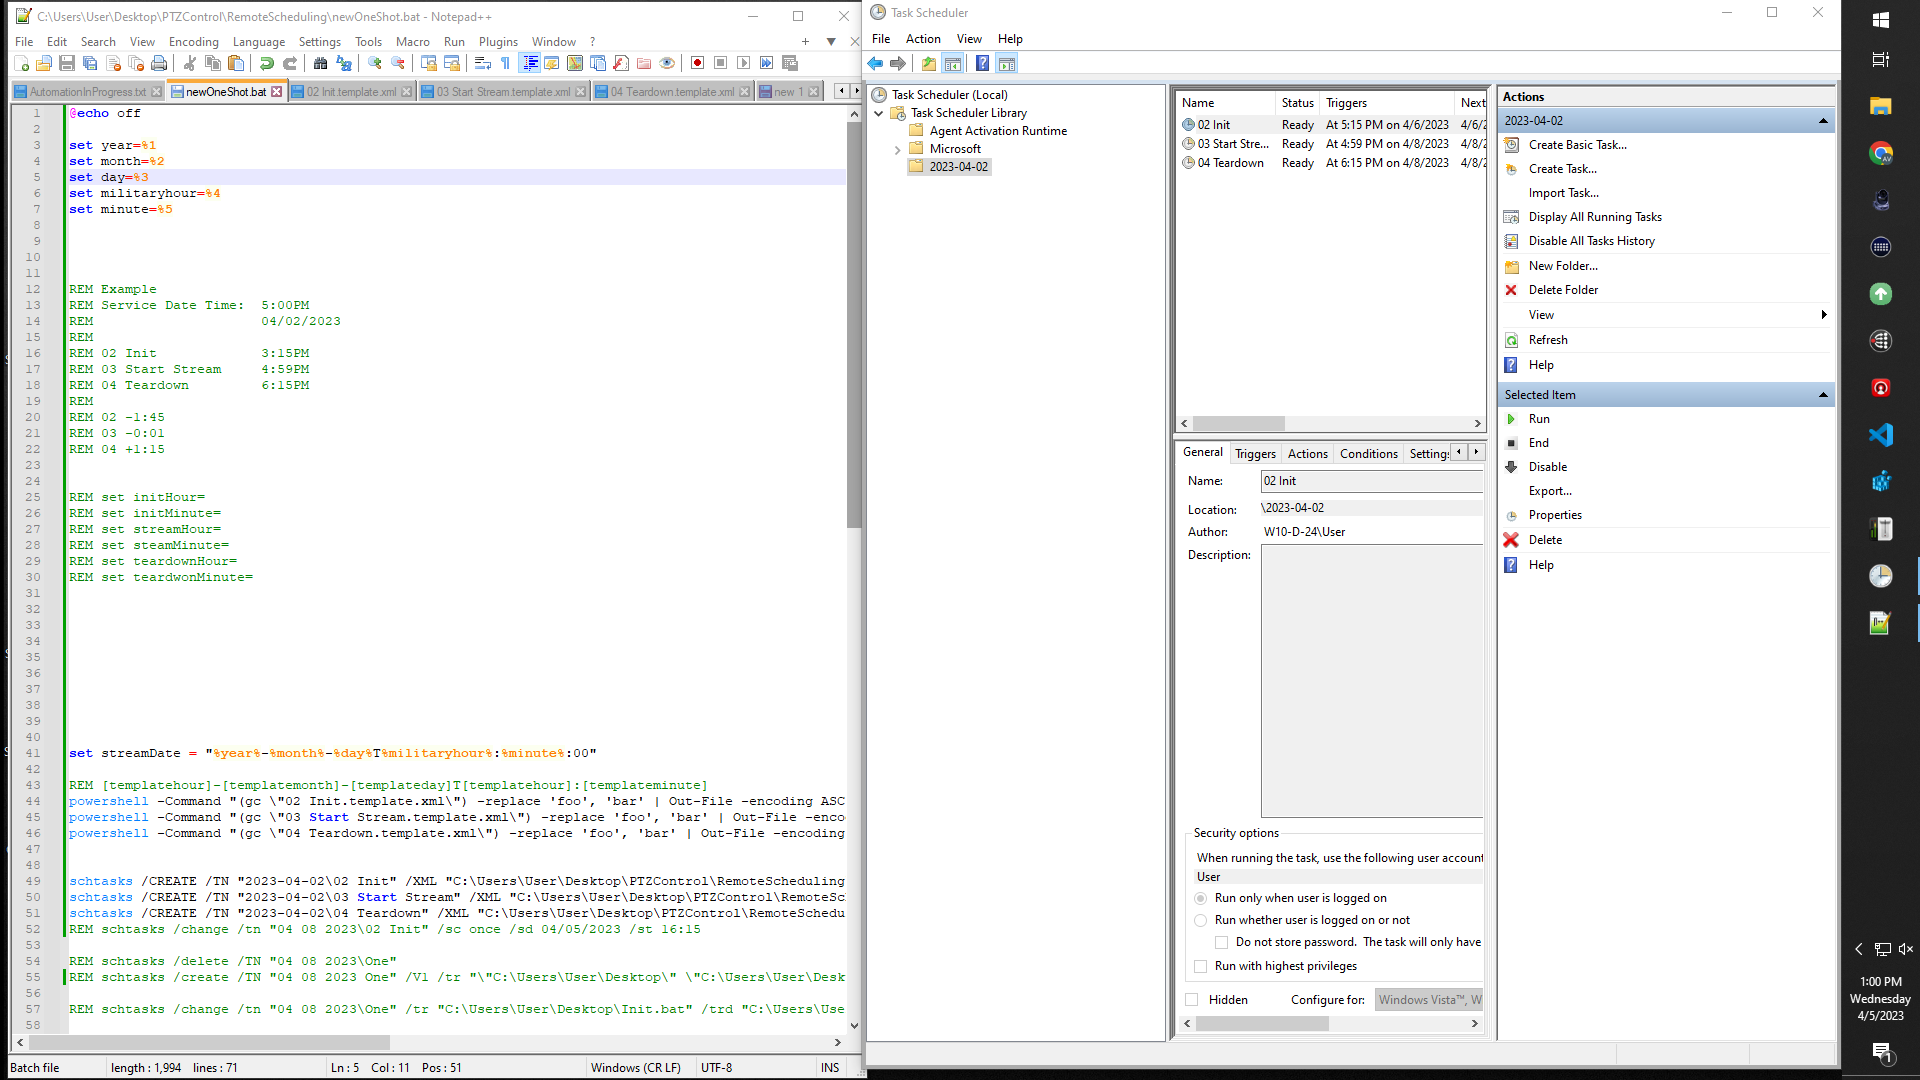 C:\Users\User\Desktop\PTZControl\RemoteScheduling\newOneShot.bat - Notepad++
File Edit Search View Encoding Language Settings Tools Macro Run Plugins Window ?
AutomationInProgress.txt newOneShot.bat 02 Init.template.xml 03 Start Stream.template.xml 04 Teardown.template.xml new 1
1 @echo off
2
3 set year=%1
4 set month=%2
5 set day=%3
6 set militaryhour=%4
7 set minute=%5
8
9
10
11
12 REM Example
13 REM Service Date Time: 5:00PM
14 REM 04/02/2023
15 REM
16 REM 02 Init 3:15PM
17 REM 03 Start Stream 4:59PM
18 REM 04 Teardown 6:15PM
19 REM
20 REM 02 -1:45
21 REM 03 -0:01
22 REM 04 +1:15
23
24
25 REM set initHour=
26 REM set initMinute=
27 REM set streamHour=
28 REM set steamMinute=
29 REM set teardownHour=
30 REM set teardwonMinute=
31
32
33
34
35
36
37
38
39
40
41 set streamDate = "%year%-%month%-%day%T%militaryhour%:%minute%:00"
42
43 REM [templatehour]-[templatemonth]-[templateday]T[templatehour]:[templateminute]
44 powershell -Command "(gc \"02 Init.template.xml\") -replace 'foo', 'bar' | Out-File -encoding ASC
45 powershell -Command "(gc \"03 Start Stream.template.xml\") -replace 'foo', 'bar' | Out-File -enco
46 powershell -Command "(gc \"04 Teardown.template.xml\") -replace 'foo', 'bar' | Out-File -encoding
47
48
49 schtasks /CREATE /TN "2023-04-02\02 Init" /XML "C:\Users\User\Desktop\PTZControl\RemoteScheduling
50 schtasks /CREATE /TN "2023-04-02\03 Start Stream" /XML "C:\Users\User\Desktop\PTZControl\RemoteSc
51 schtasks /CREATE /TN "2023-04-02\04 Teardown" /XML "C:\Users\User\Desktop\PTZControl\RemoteSchedu
52 REM schtasks /change /tn "04 08 2023\02 Init" /sc once /sd 04/05/2023 /st 16:15
53
54 REM schtasks /delete /TN "04 08 2023\One"
55 REM schtasks /create /TN "04 08 2023 One" /V1 /tr "\"C:\Users\User\Desktop\" \"C:\Users\User\Desk
56
57 REM schtasks /change /tn "04 08 2023\One" /tr "C:\Users\User\Desktop\Init.bat" /trd "C:\Users\Use
58
Batch file length : 1,994 lines : 71 Ln : 5 Col : 11 Pos : 51 Windows (CR LF) UTF-8 INS
Task Scheduler
File Action View Help
Task Scheduler (Local)
Task Scheduler Library
Agent Activation Runtime
Microsoft
2023-04-02
Name Status Triggers Next
02 Init Ready At 5:15 PM on 4/6/2023 4/6/2
03 Start Stre... Ready At 4:59 PM on 4/8/2023 4/8/2
04 Teardown Ready At 6:15 PM on 4/8/2023 4/8/2
General Triggers Actions Conditions Settings
Name: 02 Init
Location: \2023-04-02
Author: W10-D-24\User
Description:
Security options
When running the task, use the following user account
User
Run only when user is logged on
Run whether user is logged on or not
Do not store password. The task will only have
Run with highest privileges
Hidden Configure for: Windows Vista™, W
Actions
2023-04-02
Create Basic Task...
Create Task...
Import Task...
Display All Running Tasks
Disable All Tasks History
New Folder...
Delete Folder
View
Refresh
Help
Selected Item
Run
End
Disable
Export...
Properties
Delete
Help
1:00 PM
Wednesday
4/5/2023
1